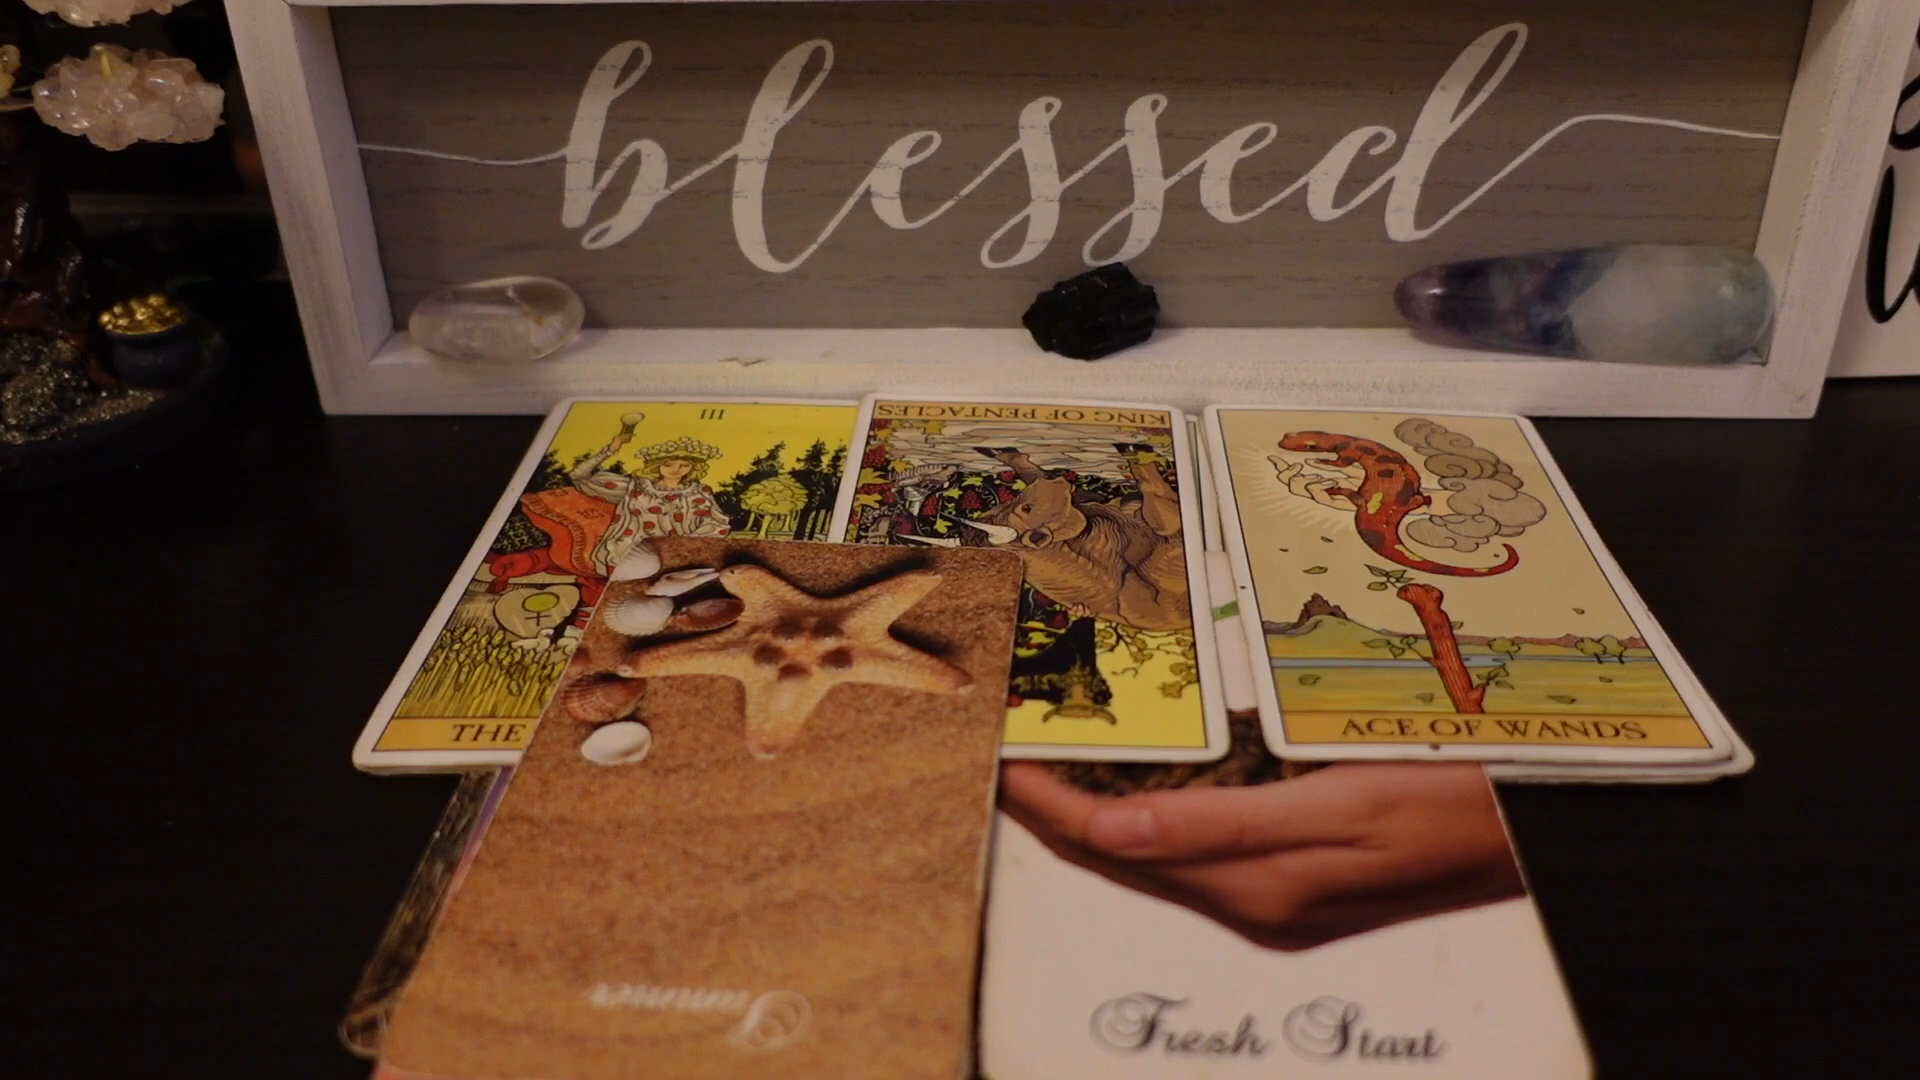 blessed
III
KING OF PENTACLES
THE
ACE OF WANDS
Summer
Fresh Start